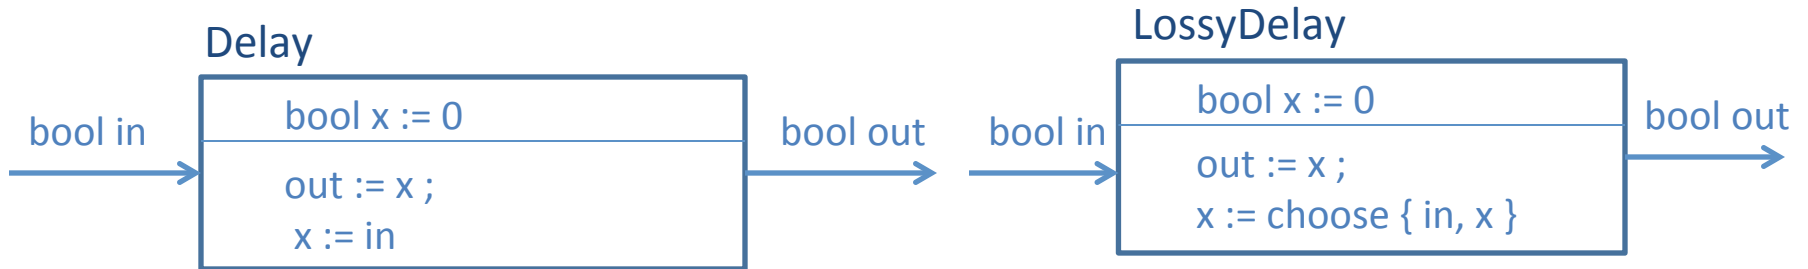 Delay
bool in
bool x := 0
out := x ;
x := in
bool out
LossyDelay
bool in
bool x := 0
out := x ;
x := choose { in, x }
bool out